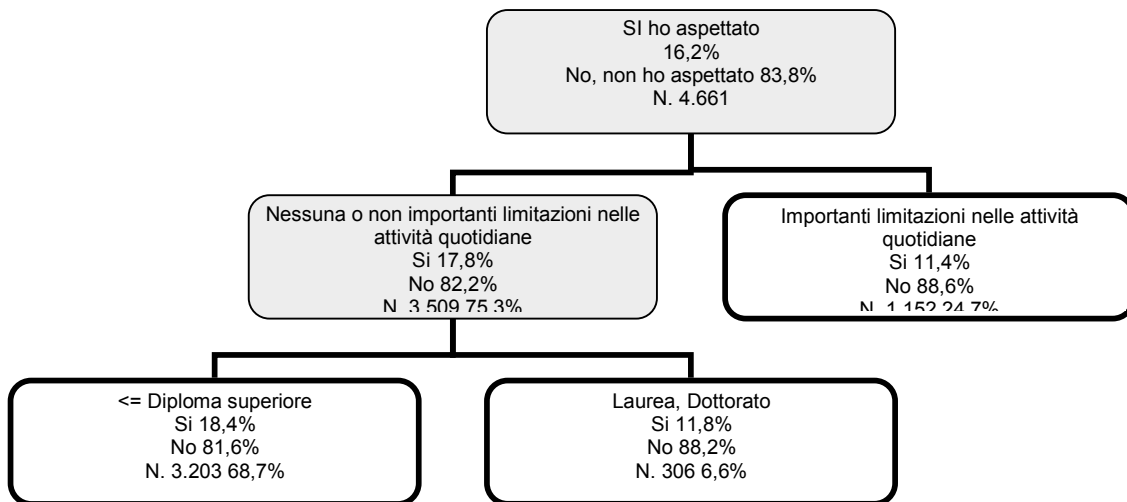 SI ho aspettato
16,2%
No, non ho aspettato 83,8%
N. 4.661
Nessuna o non importanti limitazioni nelle
attività quotidiane
Si 17,8%
No 82,2%
N. 3.509 75,3%
Importanti limitazioni nelle attività
quotidiane
Si 11,4%
No 88,6%
N. 1.152 24,7%
<= Diploma superiore
Si 18,4%
No 81,6%
N. 3.203 68,7%
Laurea, Dottorato
Si 11,8%
No 88,2%
N. 306 6,6%